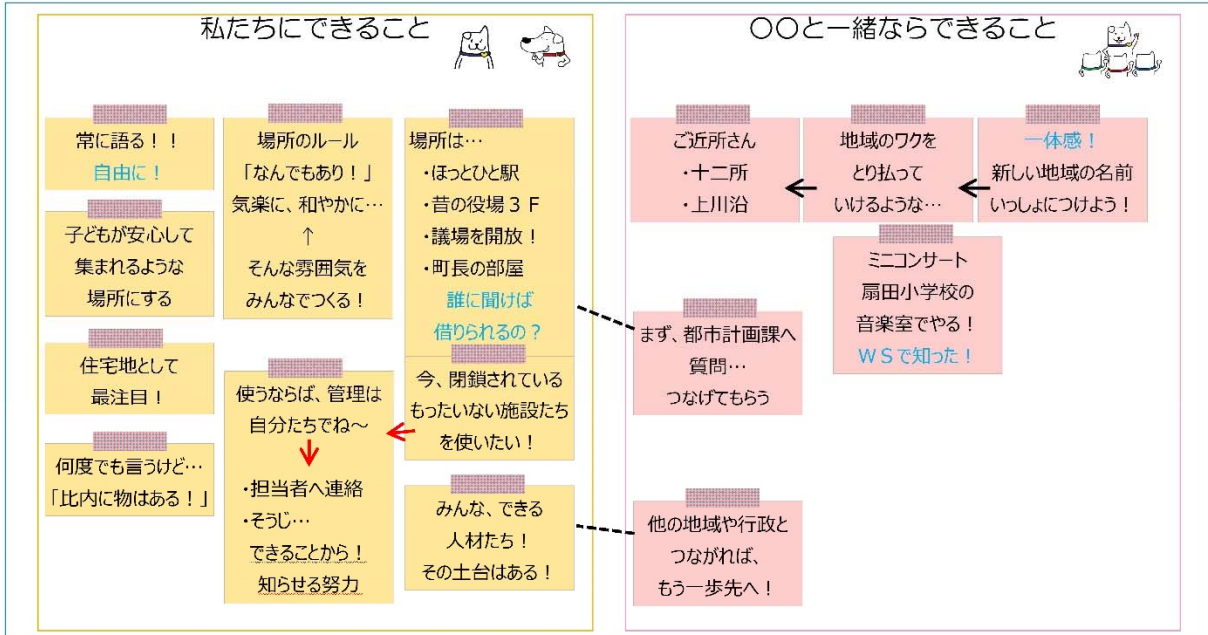 私たちにできること
常に語る！！
自由に！
子どもが安心して
集まれるような
場所にする
住宅地として
最注目！
何度でも言うけど…
「比内に物はある！」
場所のルール
「なんでもあり！」
気楽に、和やかに…
↑
そんな雰囲気を
みんなでつくる！
使うならば、管理は
自分たちでね～
・担当者へ連絡
・そうじ…
できることから！
知らせる努力
場所は…
・ほっとひと駅
・昔の役場３Ｆ
・議場を開放！
・町長の部屋
誰に聞けば
借りられるの？
今、閉鎖されている
もったいない施設たち
を使いたい！
みんな、できる
人材たち！
その土台はある！
〇〇と一緒ならできること
ご近所さん
・十二所
・上川沿
地域のワクを
とり払って
いけるような…
一体感！
新しい地域の名前
いっしょにつけよう！
ミニコンサート
扇田小学校の
音楽室でやる！
ＷＳで知った！
まず、都市計画課へ
質問…
つなげてもらう
他の地域や行政と
つながれば、
もう一歩先へ！